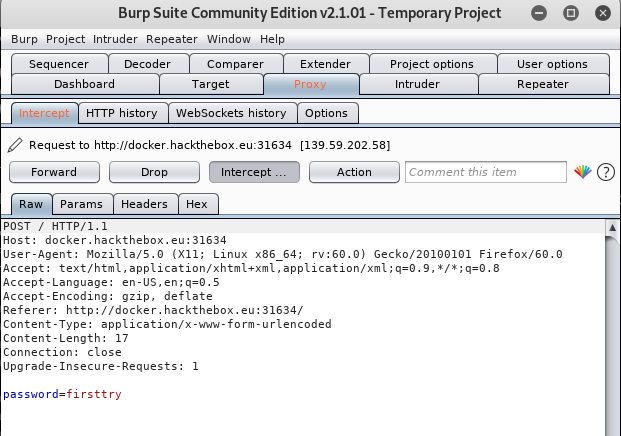 Burp Suite Community Edition v2.1.01 - Temporary Project
Burp Project Intruder Repeater Window Help
Sequencer Decoder Comparer Extender Project options User options
Dashboard Target Proxy Intruder Repeater
Intercept HTTP history WebSockets history Options
Request to http://docker.hackthebox.eu:31634 [139.59.202.58]
Forward Drop Intercept ... Action Comment this item ?
Raw Params Headers Hex
POST / HTTP/1.1
Host: docker.hackthebox.eu:31634
User-Agent: Mozilla/5.0 (X11; Linux x86_64; rv:60.0) Gecko/20100101 Firefox/60.0
Accept: text/html,application/xhtml+xml,application/xml;q=0.9,*/*;q=0.8
Accept-Language: en-US,en;q=0.5
Accept-Encoding: gzip, deflate
Referer: http://docker.hackthebox.eu:31634/
Content-Type: application/x-www-form-urlencoded
Content-Length: 17
Connection: close
Upgrade-Insecure-Requests: 1
password=firsttry